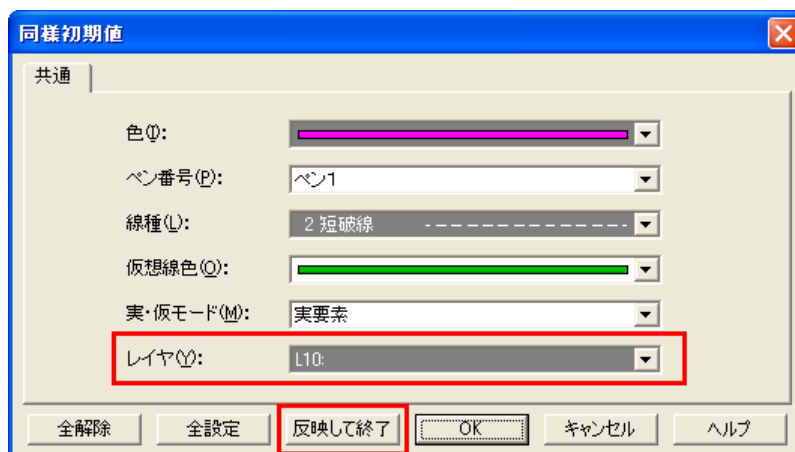 同様初期値
共通
色(I):
ペン番号(P): ペン1
線種(L): 2 短破線
仮想線色(O):
実・仮モード(M): 実要素
レイヤ(Y): L10:
全解除 全設定 反映して終了 OK キャンセル ヘルプ